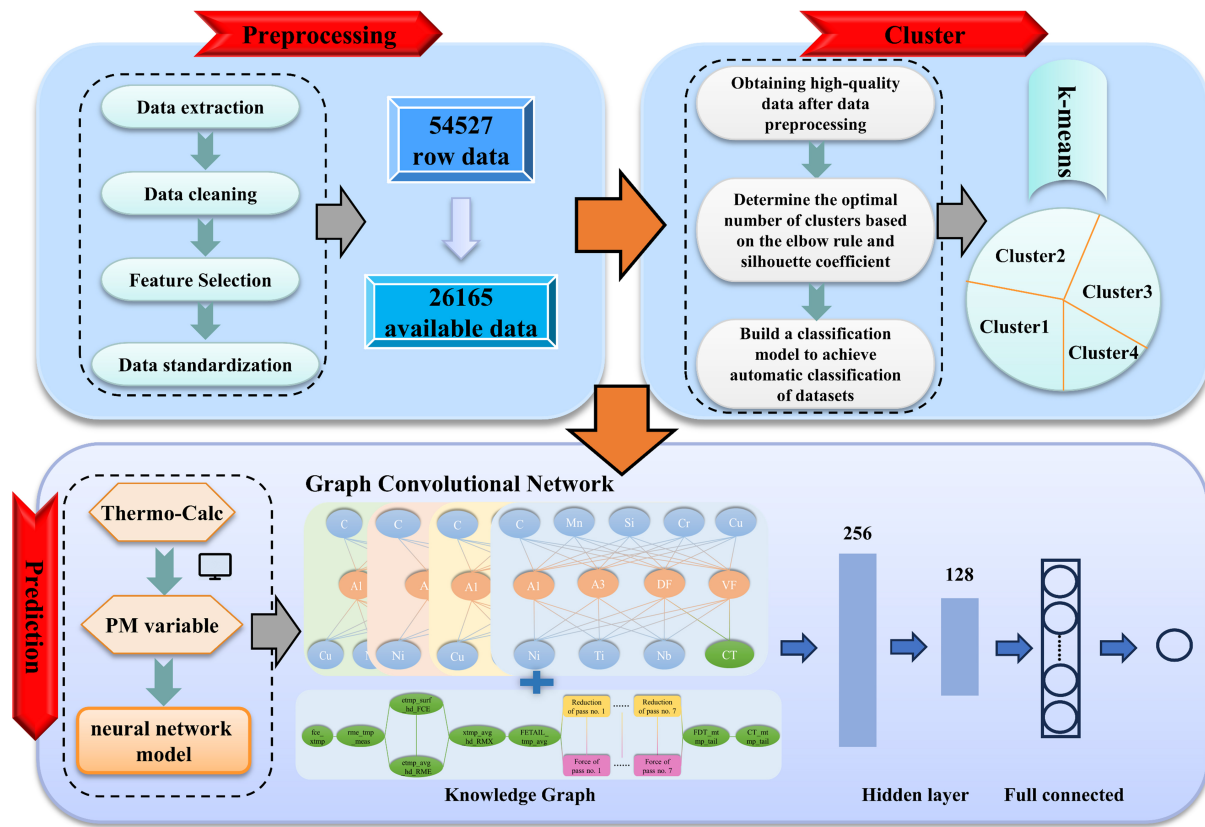 Preprocessing
Data extraction
Data cleaning
Feature Selection
Data standardization
54527
row data
26165
available data
Cluster
Obtaining high-quality
data after data
preprocessing
Determine the optimal
number of clusters based
on the elbow rule and
silhouette coefficient
Build a classification
model to achieve
automatic classification
of datasets
k-means
Cluster2
Cluster3
Cluster1
Cluster4
Prediction
Thermo-Calc
PM variable
neural network
model
Graph Convolutional Network
C C C C Mn Si Cr Cu
A1 A A1 A1 A3 DF VF
Cu Ni Cu Ni Ti Nb CT
fce_
xtmp
rme_tmp
meas
ctmp_surf
hd_FCE
ctmp_avg
hd_RME
xtmp_avg
hd_RMX
FETAIL_
tmp_avg
Reduction
of pass no. 1
......
Reduction
of pass no. 7
Force of
pass no. 1
......
Force of
pass no. 7
FDT_mt
mp_tail
CT_mt
mp_tail
Knowledge Graph
256
128
Hidden layer
Full connected